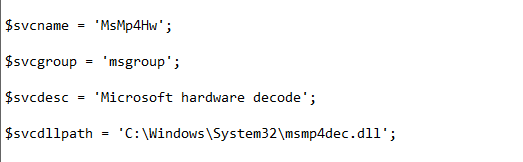 $svcname = 'MsMp4Hw';
$svcgroup = 'msgroup';
$svcdesc = 'Microsoft hardware decode';
$svcdllpath = 'C:\Windows\System32\msmp4dec.dll';